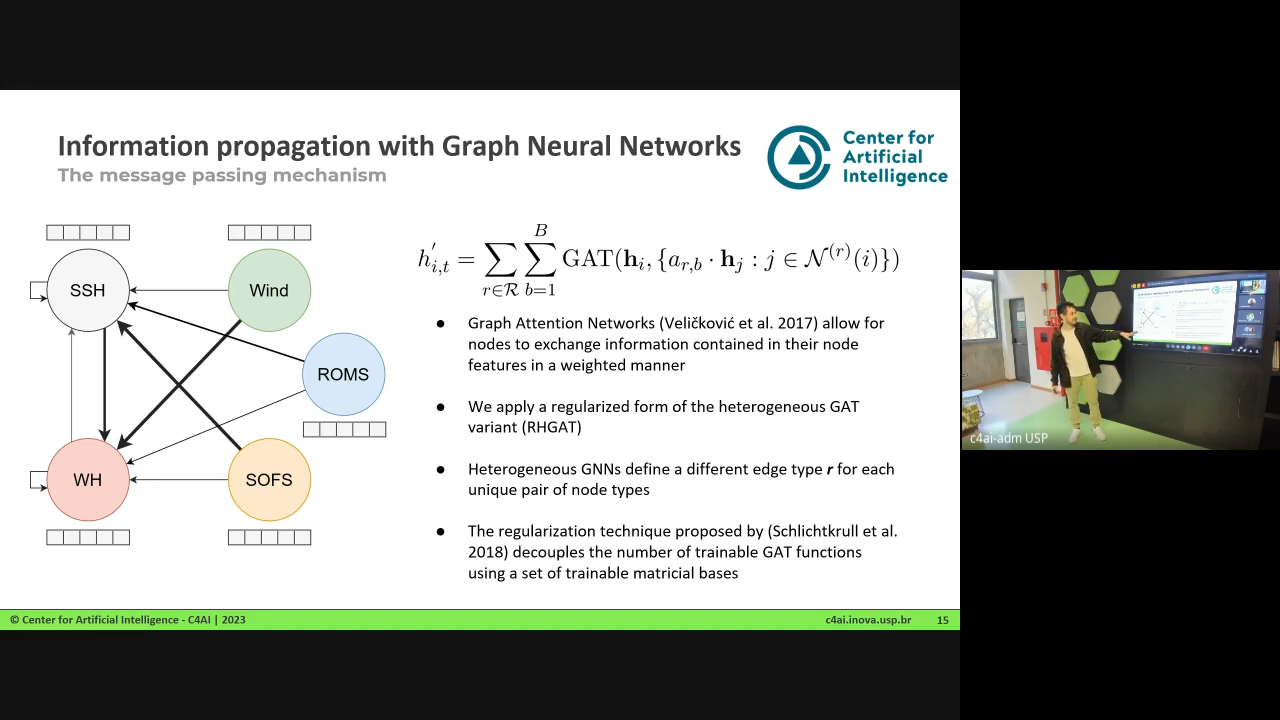 Information propagation with Graph Neural Networks
The message passing mechanism
Center for
Artificial
Intelligence
SSH
Wind
ROMS
WH
SOFS
h′i,t = ∑r∈R ∑b=1B GAT(hi, {ar,b · hj : j ∈ N(r)(i)})
● Graph Attention Networks (Veličković et al. 2017) allow for
nodes to exchange information contained in their node
features in a weighted manner
● We apply a regularized form of the heterogeneous GAT
variant (RHGAT)
● Heterogeneous GNNs define a different edge type r for each
unique pair of node types
● The regularization technique proposed by (Schlichtkrull et al.
2018) decouples the number of trainable GAT functions
using a set of trainable matricial bases
© Center for Artificial Intelligence - C4AI | 2023
c4ai.inova.usp.br 15
c4ai-adm USP